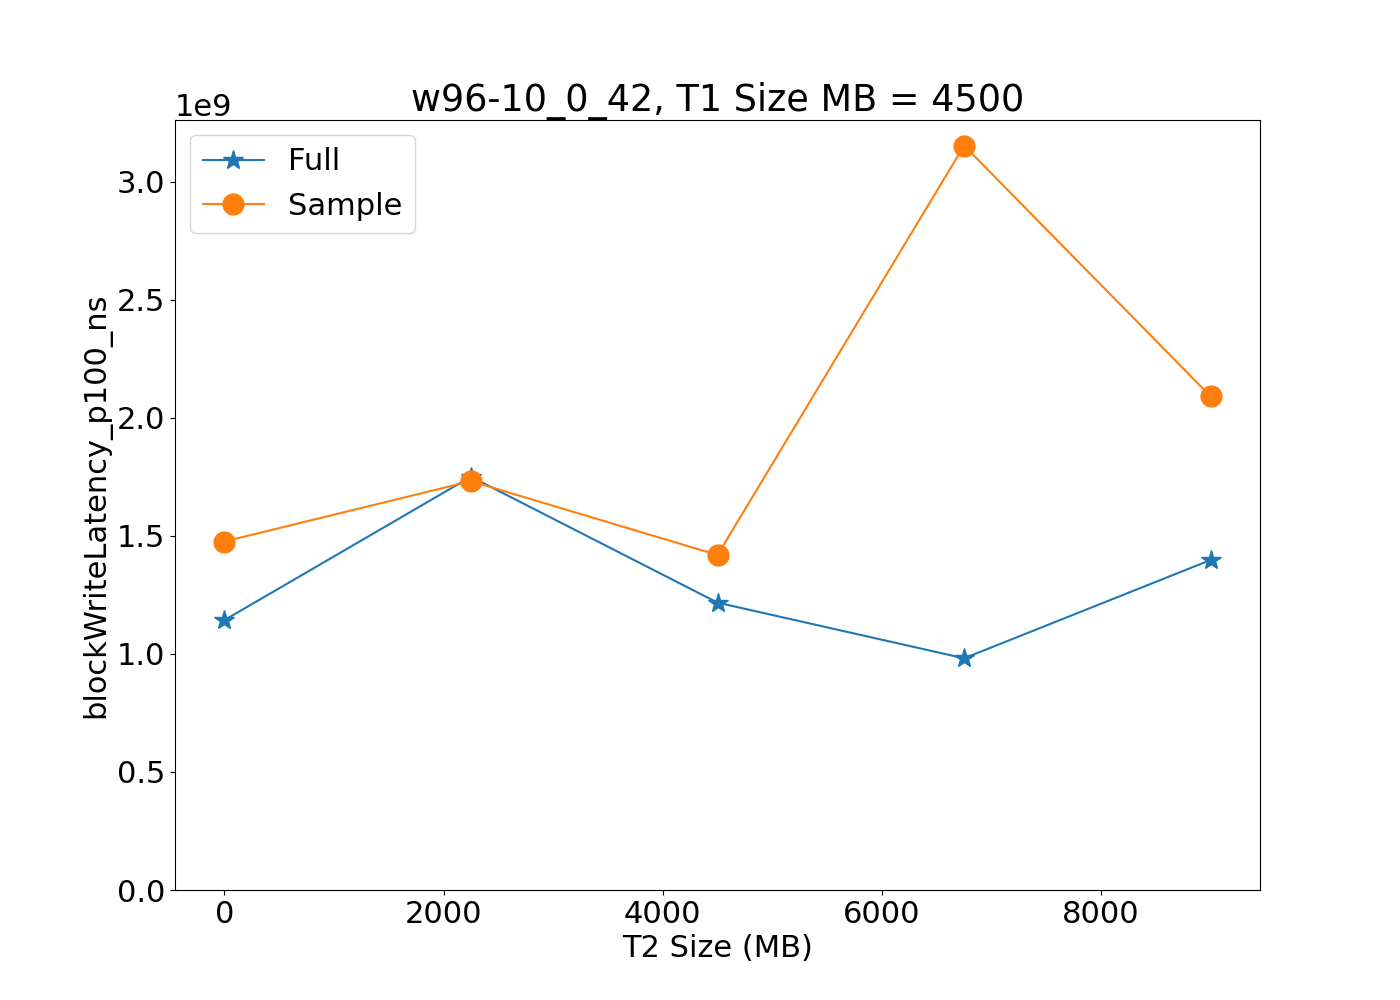 w96-10_0_42, T1 Size MB = 4500
1e9
Full
Sample
3.0
2.5
2.0
1.5
1.0
0.5
0.0
blockWriteLatency_p100_ns
0 2000 4000 6000 8000
T2 Size (MB)